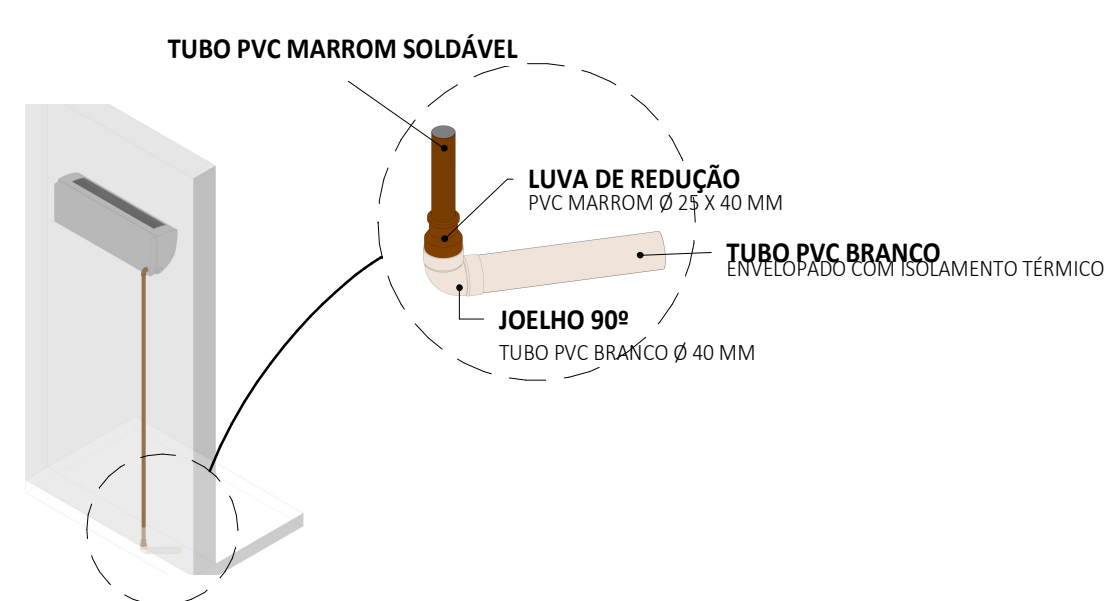 TUBO PVC MARROM SOLDÁVEL
LUVA DE REDUÇÃO
PVC MARROM Ø 25 X 40 MM
TUBO PVC BRANCO
ENVELOPADO COM ISOLAMENTO TÉRMICO
JOELHO 90º
TUBO PVC BRANCO Ø 40 MM